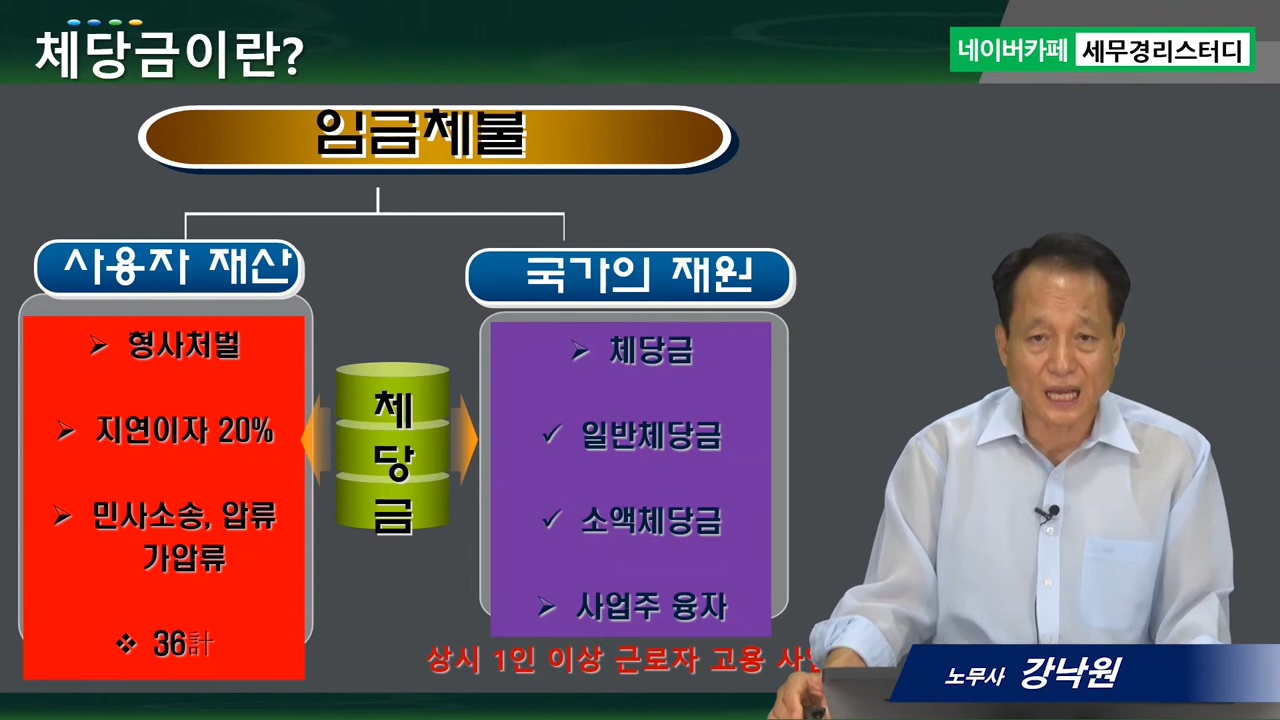 체당금이란?
네이버카페 세무경리스터디
임금체불
사용자 재산
국가의 재원
형사처벌
지연이자 20%
민사소송, 압류
가압류
36計
체
당
금
체당금
일반체당금
소액체당금
사업주 융자
상시 1인 이상 근로자 고용
노무사 강낙원